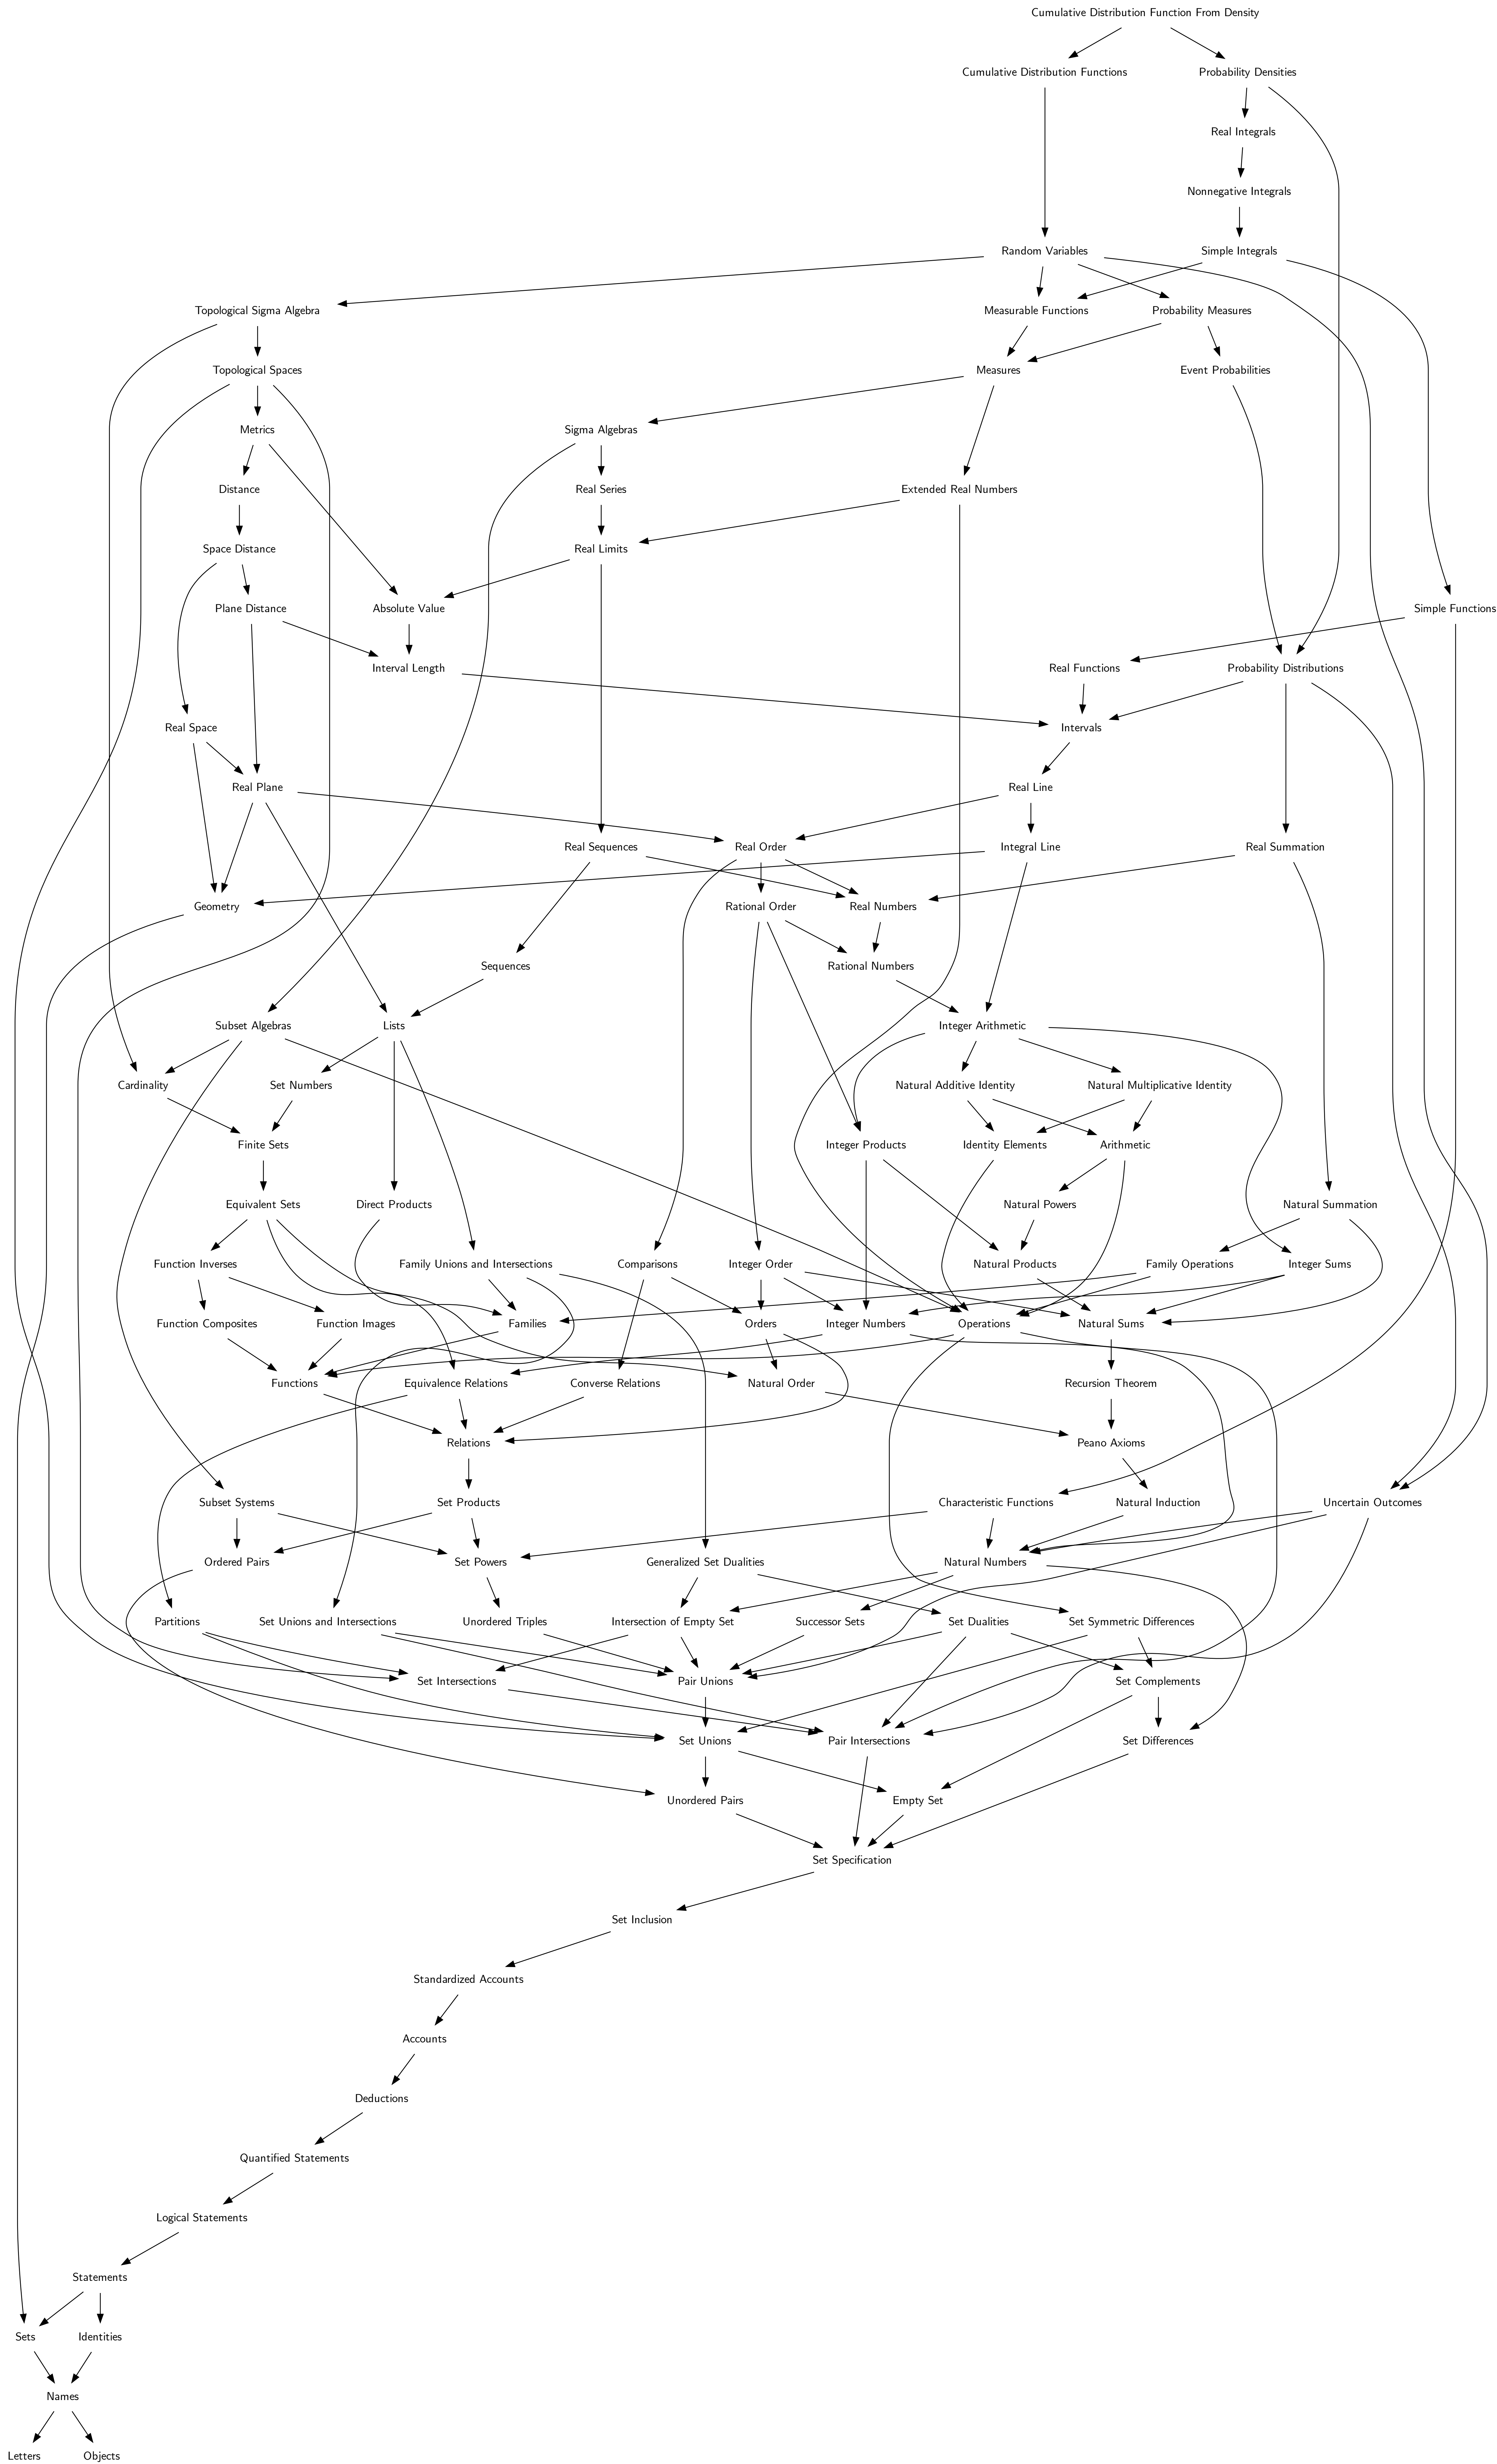 Cumulative Distribution Function From Density
Cumulative Distribution Functions
Probability Densities
Real Integrals
Nonnegative Integrals
Random Variables
Simple Integrals
Topological Sigma Algebra
Measurable Functions
Probability Measures
Topological Spaces
Measures
Event Probabilities
Metrics
Sigma Algebras
Distance
Real Series
Extended Real Numbers
Space Distance
Real Limits
Plane Distance
Absolute Value
Simple Functions
Interval Length
Real Functions
Probability Distributions
Real Space
Intervals
Real Plane
Real Line
Real Sequences
Real Order
Integral Line
Real Summation
Geometry
Rational Order
Real Numbers
Sequences
Rational Numbers
Subset Algebras
Lists
Integer Arithmetic
Cardinality
Set Numbers
Natural Additive Identity
Natural Multiplicative Identity
Finite Sets
Integer Products
Identity Elements
Arithmetic
Equivalent Sets
Direct Products
Natural Powers
Natural Summation
Function Inverses
Family Unions and Intersections
Comparisons
Integer Order
Natural Products
Family Operations
Integer Sums
Function Composites
Function Images
Families
Orders
Integer Numbers
Operations
Natural Sums
Functions
Equivalence Relations
Converse Relations
Natural Order
Recursion Theorem
Relations
Peano Axioms
Subset Systems
Set Products
Characteristic Functions
Natural Induction
Uncertain Outcomes
Ordered Pairs
Set Powers
Generalized Set Dualities
Natural Numbers
Partitions
Set Unions and Intersections
Unordered Triples
Intersection of Empty Set
Successor Sets
Set Dualities
Set Symmetric Differences
Set Intersections
Pair Unions
Set Complements
Set Unions
Pair Intersections
Set Differences
Unordered Pairs
Empty Set
Set Specification
Set Inclusion
Standardized Accounts
Accounts
Deductions
Quantified Statements
Logical Statements
Statements
Sets
Identities
Names
Letters
Objects